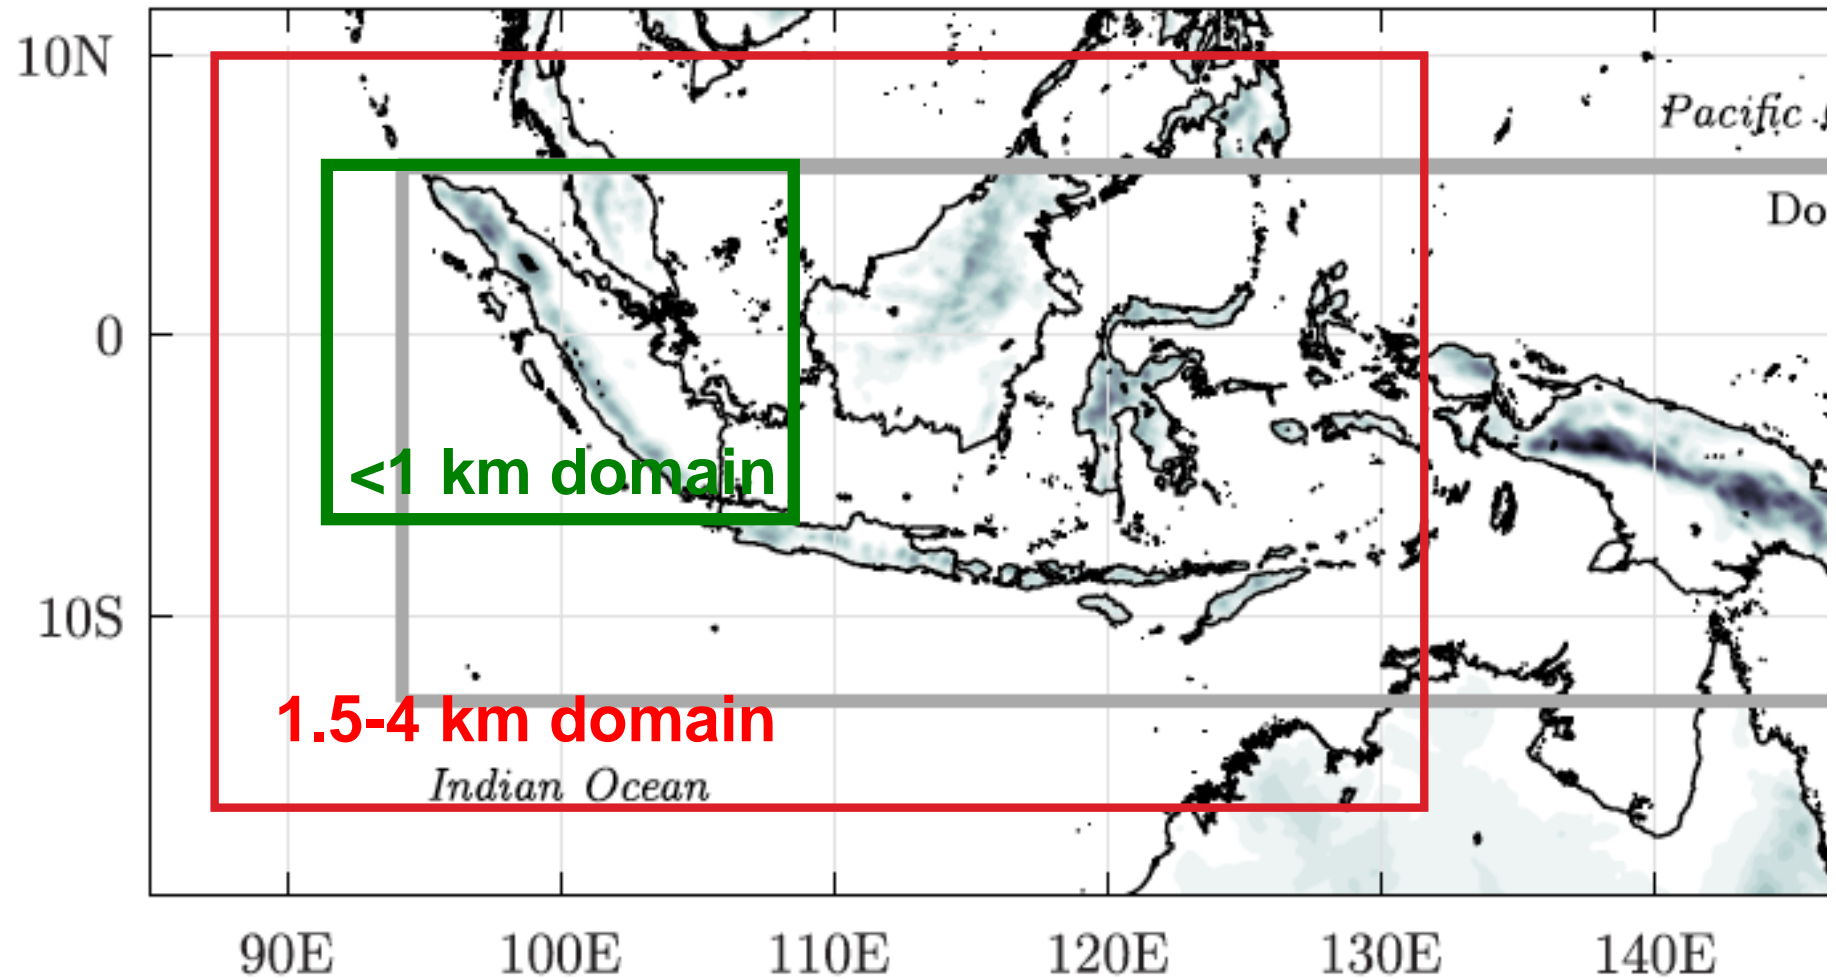 10N
Pacific
Do
0
<1 km domain
10S
1.5-4 km domain
Indian Ocean
90E 100E 110E 120E 130E 140E